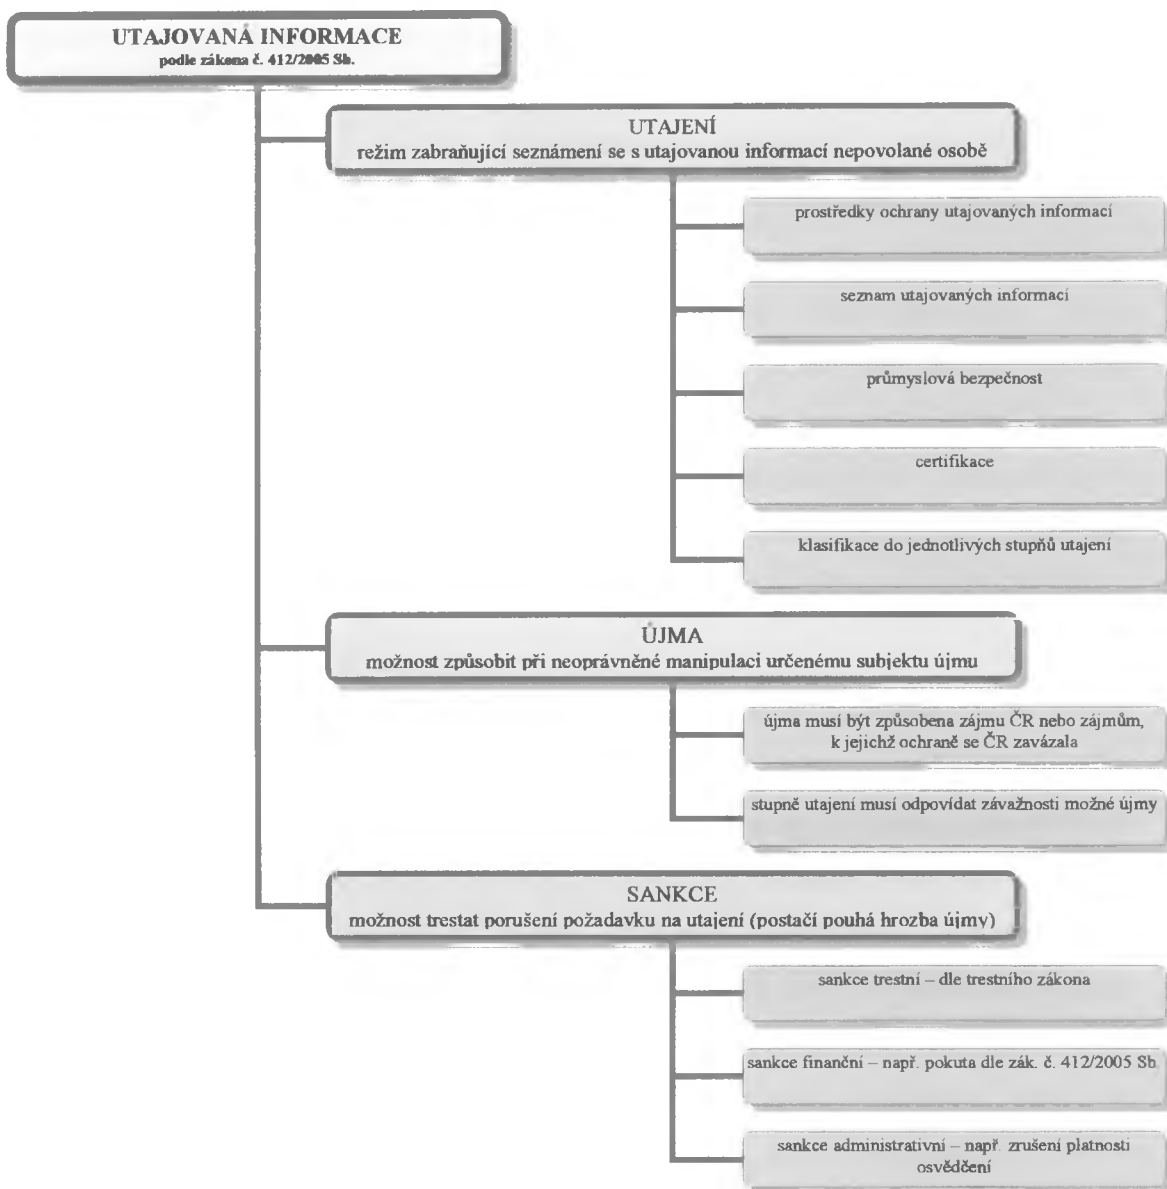 UTAJOVANÁ INFORMACE
podle zákona č. 412/2005 Sb.
UTAJENÍ
režim zabraňující seznámení se s utajovanou informací nepovolané osobě
prostředky ochrany utajovaných informací
seznam utajovaných informací
průmyslová bezpečnost
certifikace
klasifikace do jednotlivých stupňů utajení
ÚJMA
možnost způsobit při neoprávněné manipulaci určenému subjektu újmu
újma musí být způsobena zájmu ČR nebo zájmům,
k jejichž ochraně se ČR zavázala
stupně utajení musí odpovídat závažnosti možné újmy
SANKCE
možnost trestat porušení požadavku na utajení (postačí pouhá hrozba újmy)
sankce trestní – dle trestního zákona
sankce finanční – např. pokuta dle zák. č. 412/2005 Sb
sankce administrativní – např. zrušení platnosti
osvědčení